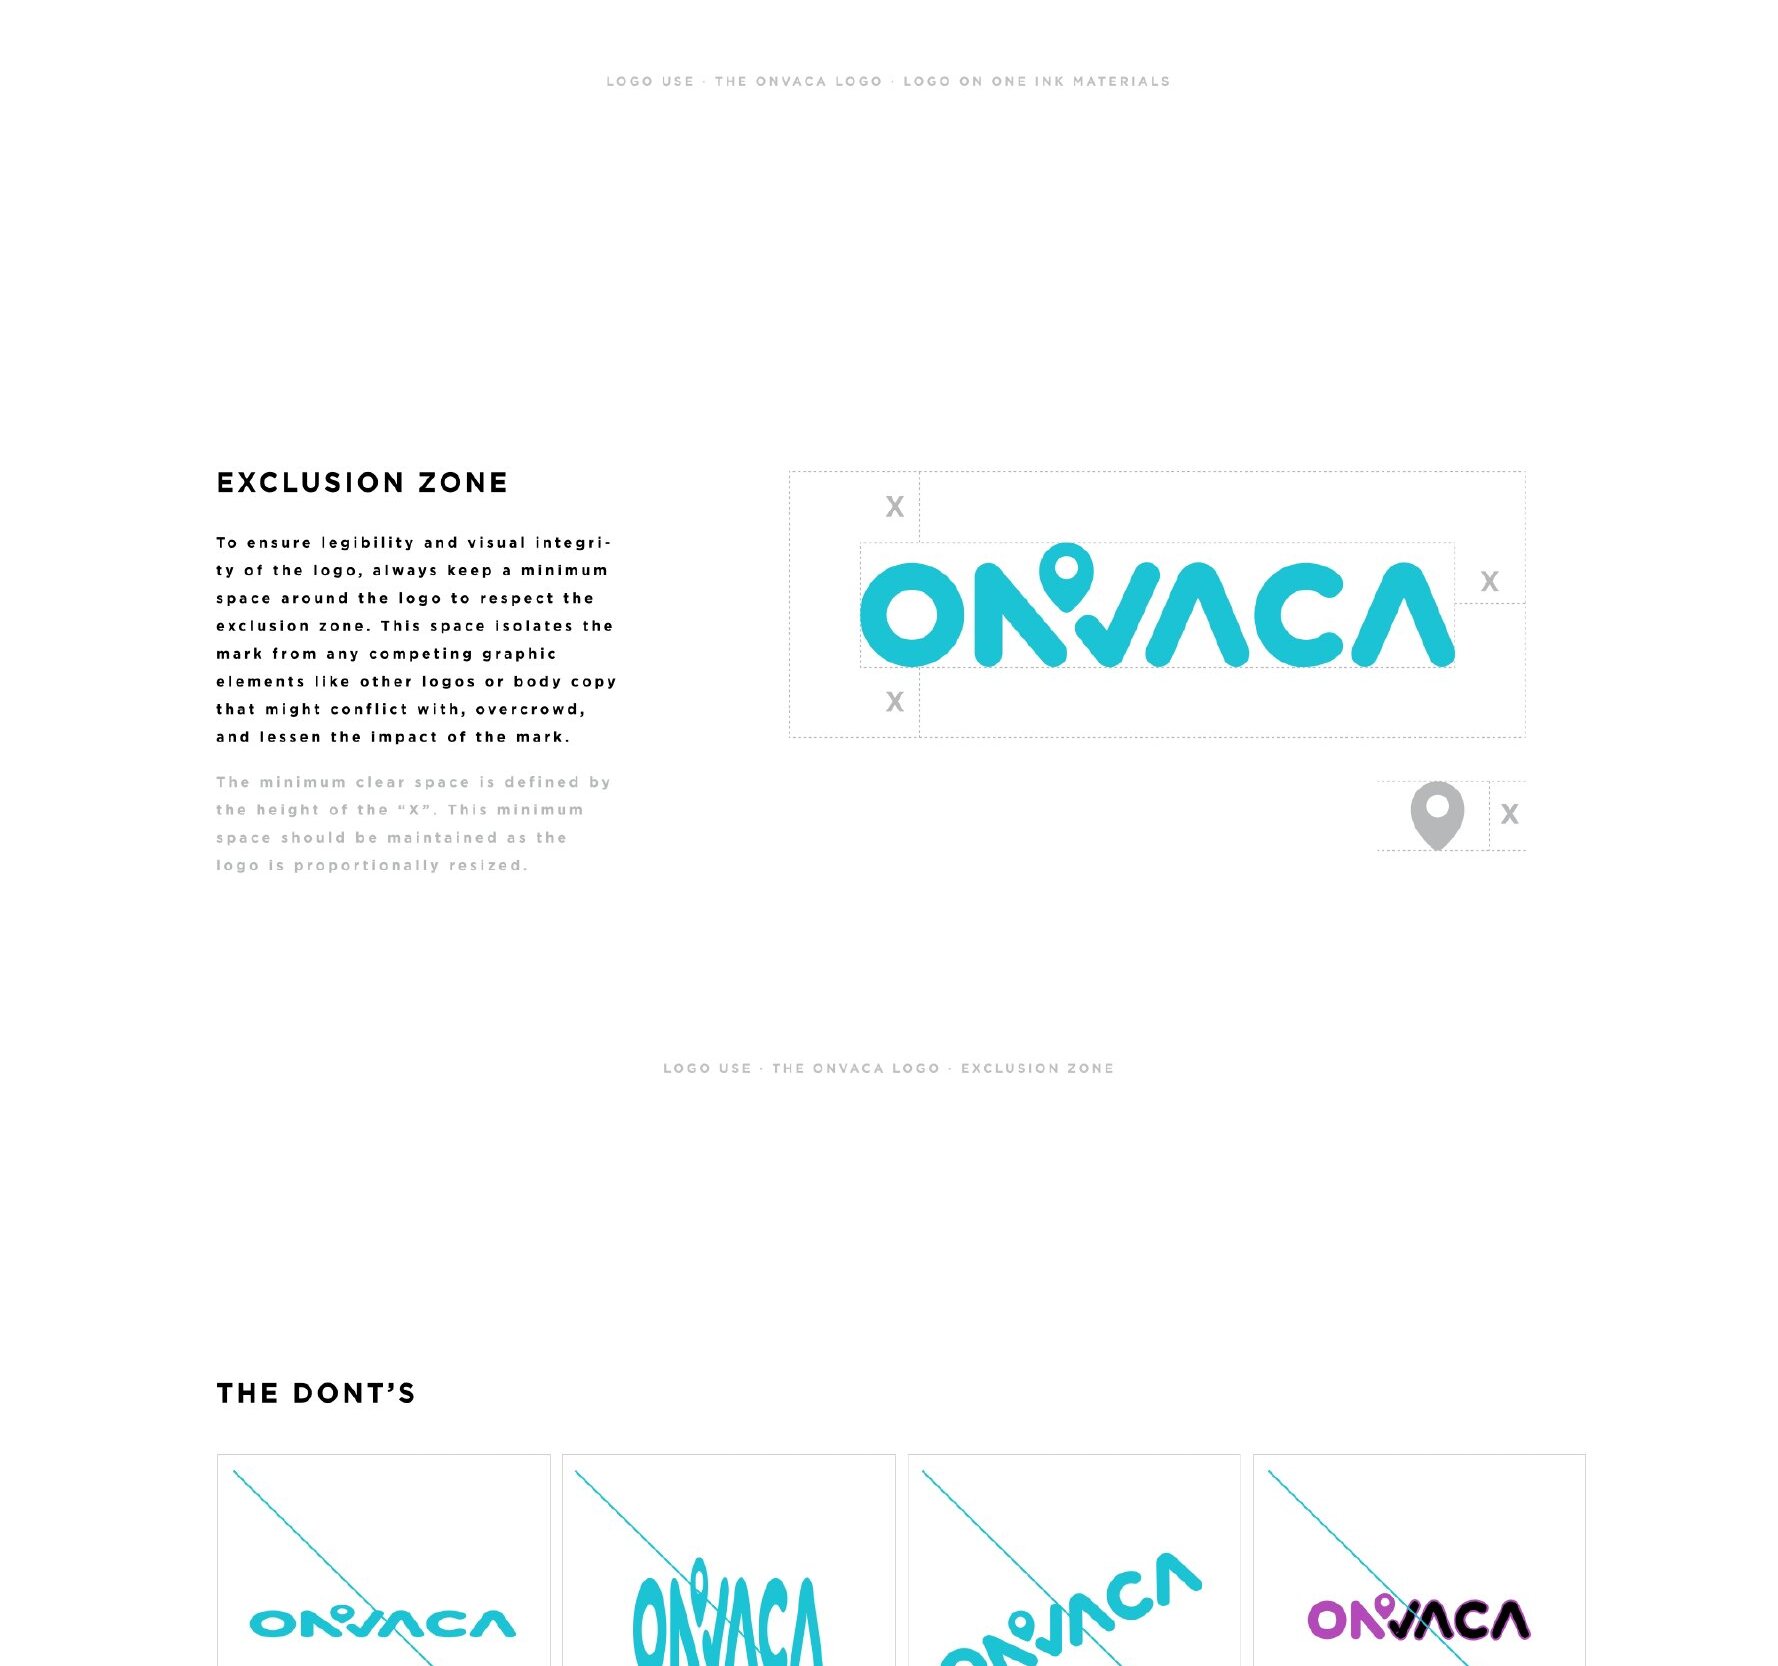 LOGO USE · THE ONVACA LOGO · LOGO ON ONE INK MATERIALS
EXCLUSION ZONE
To ensure legibility and visual integri-
ty of the logo, always keep a minimum
space around the logo to respect the
exclusion zone. This space isolates the
mark from any competing graphic
elements like other logos or body copy
that might conflict with, overcrowd,
and lessen the impact of the mark.
The minimum clear space is defined by
the height of the “X”. This minimum
space should be maintained as the
logo is proportionally resized.
X
ONVACA
X
X
X
LOGO USE · THE ONVACA LOGO · EXCLUSION ZONE
THE DONT’S
ONVACA
ONVACA
ONVACA
ONVACA